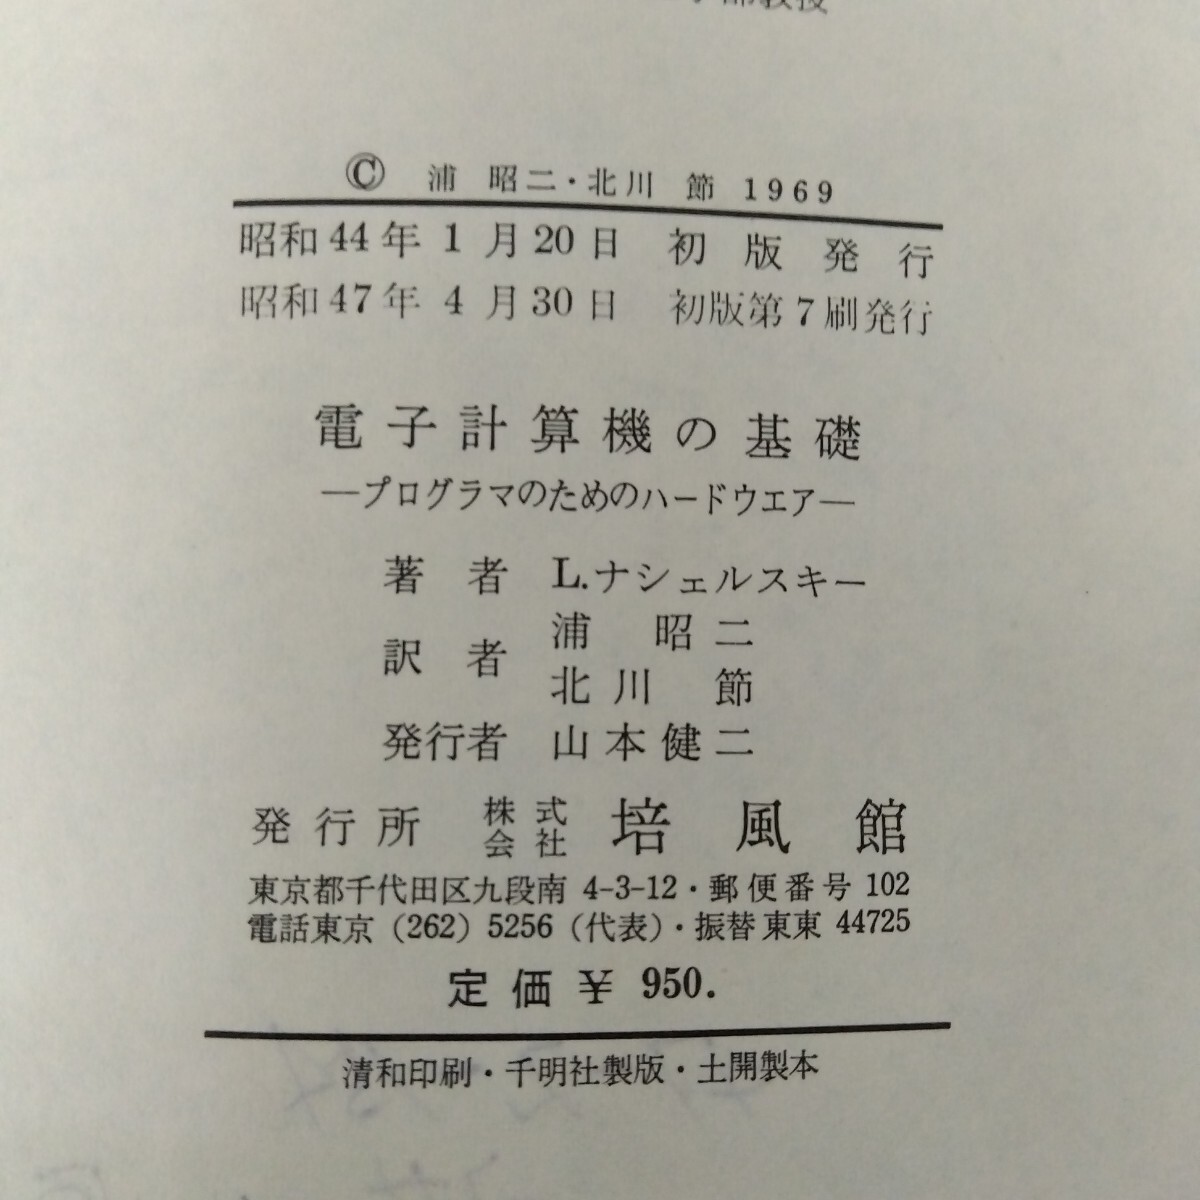 部教授
Ⓒ 浦 昭二・北川 節 1969
昭和44年 1 月20日 初版発行
昭和47年 4 月30日 初版第7刷発行
電子計算機の基礎
―プログラマのためのハードウエア―
著者 L.ナシェルスキー
訳者 浦 昭二
北川 節
発行者 山本健二
発行所 株式会社 培風館
東京都千代田区九段南 4-3-12・郵便番号 102
電話東京 (262) 5256 (代表)・振替東東 44725
定価 ¥ 950.
清和印刷・千明社製版・土開製本